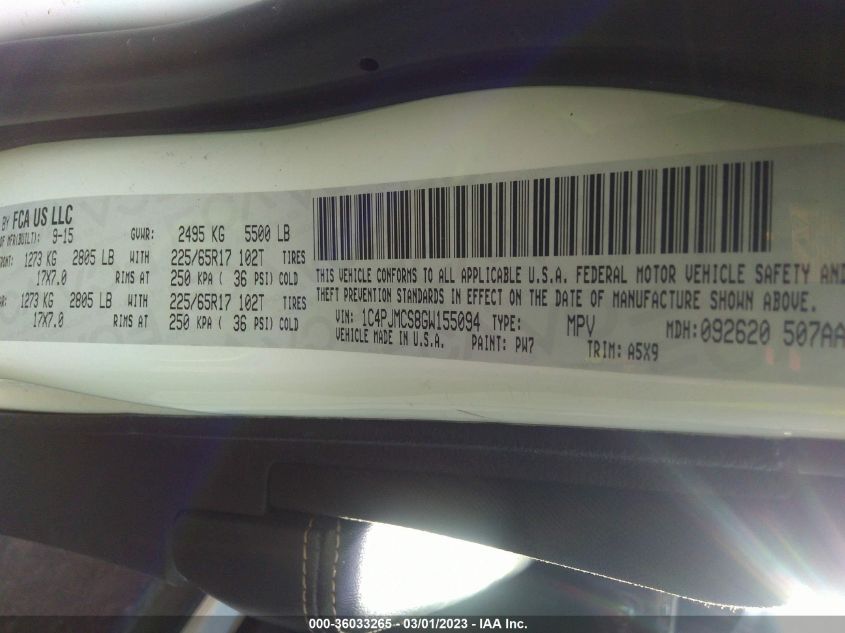 BY FCA US LLC
OF MFR(BUILT): 9-15 GVWR: 2495 KG 5500 LB
FRONT: 1273 KG 2805 LB WITH 225/65R17 102T TIRES
17X7.0 RIMS AT 250 KPA ( 36 PSI) COLD
1273 KG 2805 LB WITH 225/65R17 102T TIRES
17X7.0 RIMS AT 250 KPA ( 36 PSI) COLD
THIS VEHICLE CONFORMS TO ALL APPLICABLE U.S.A. FEDERAL MOTOR VEHICLE SAFETY AND
THEFT PREVENTION STANDARDS IN EFFECT ON THE DATE OF MANUFACTURE SHOWN ABOVE.
VIN: 1C4PJMCS8GW155094 TYPE: MPV MDH: 092620 507AA
VEHICLE MADE IN U.S.A. PAINT: PW7 TRIM: A5X9
000-36033265 - 03/01/2023 - IAA Inc.